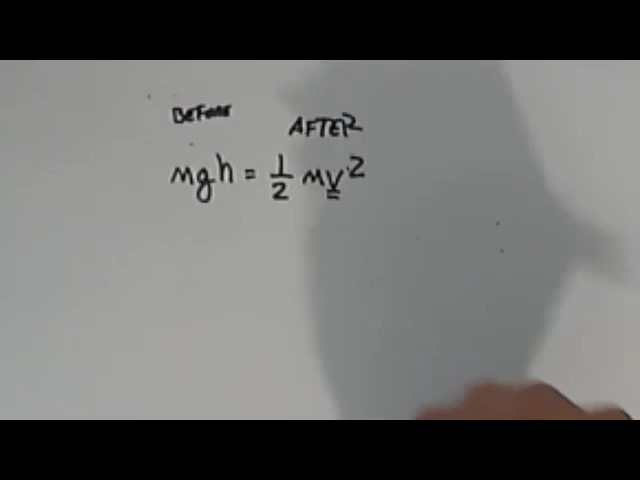 BEFORE AFTER
mgh = 1/2 mv²